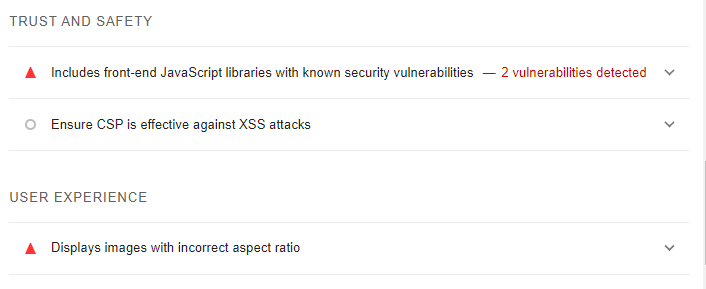 TRUST AND SAFETY
Includes front-end JavaScript libraries with known security vulnerabilities — 2 vulnerabilities detected
Ensure CSP is effective against XSS attacks
USER EXPERIENCE
Displays images with incorrect aspect ratio